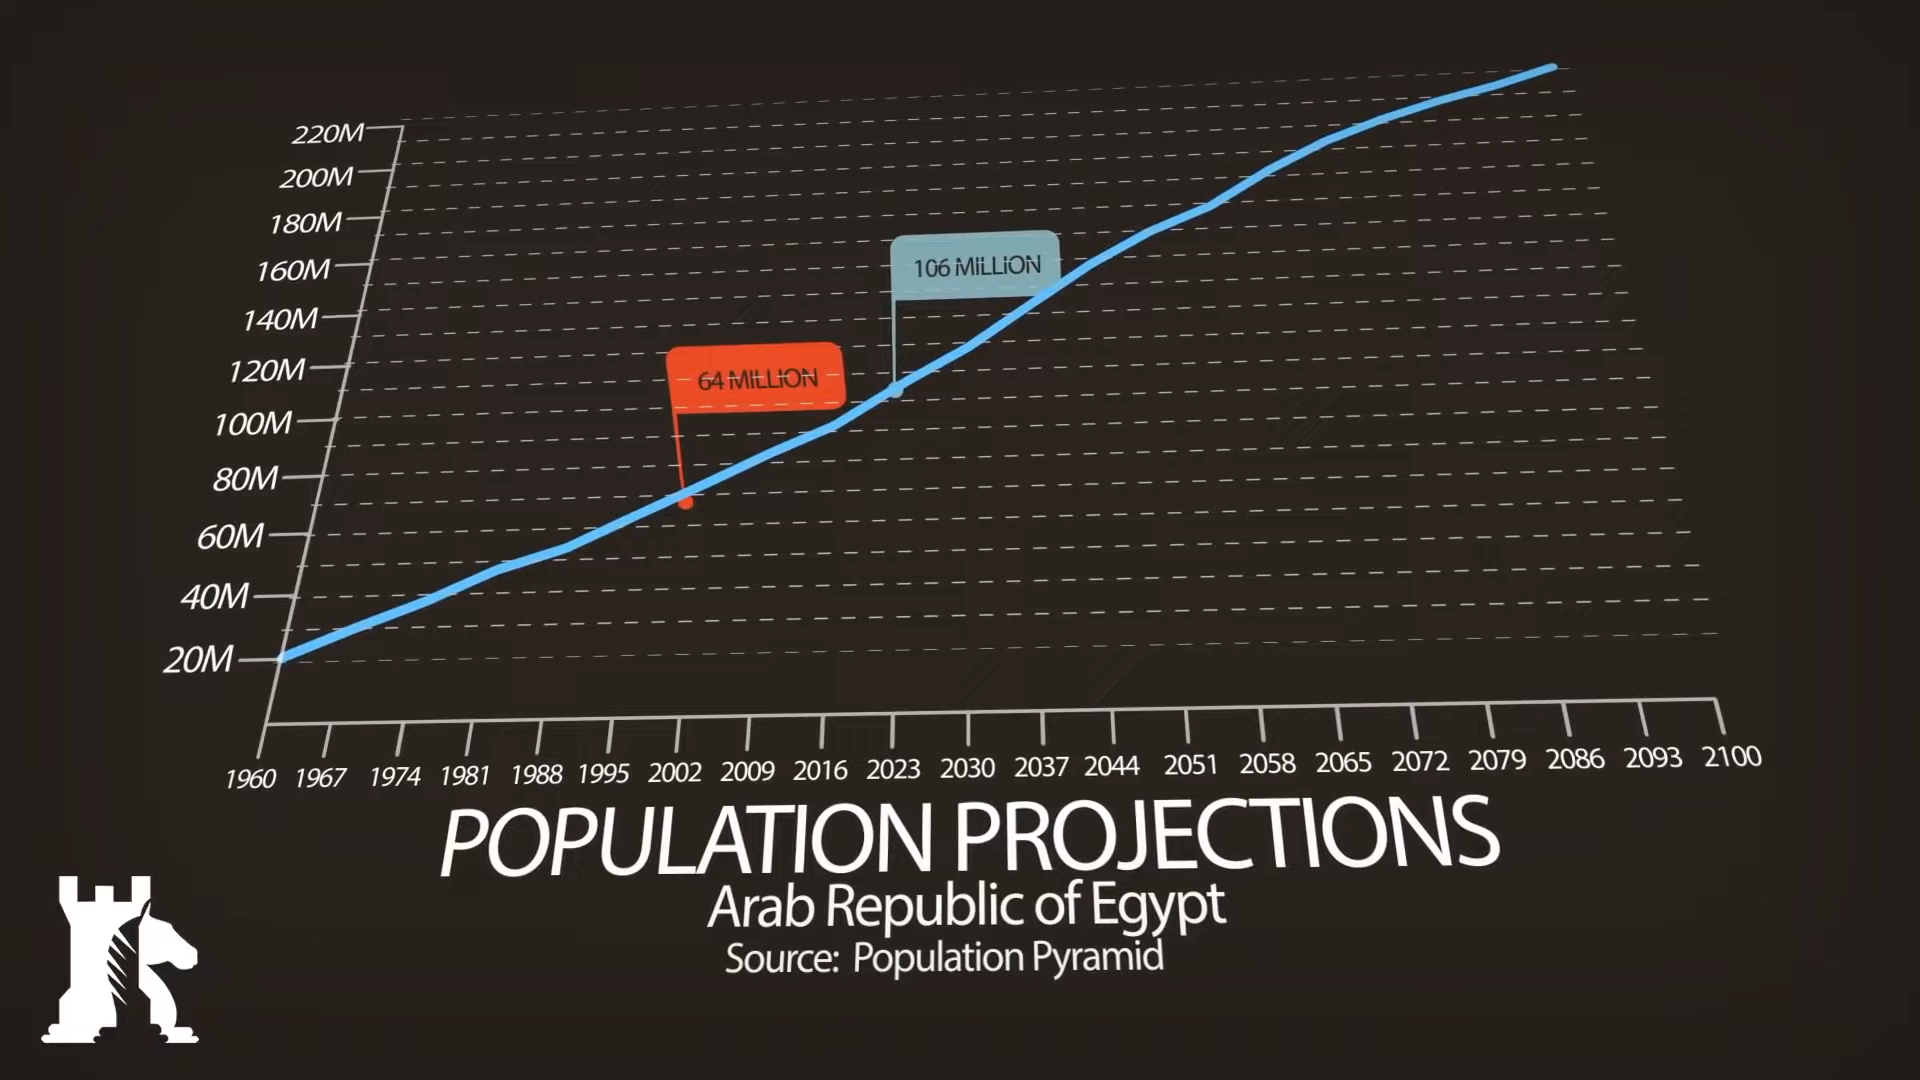 220M
200M
180M
160M
140M
120M
100M
80M
60M
40M
20M
106 MILLION
64 MILLION
1960 1967 1974 1981 1988 1995 2002 2009 2016 2023 2030 2037 2044 2051 2058 2065 2072 2079 2086 2093 2100
POPULATION PROJECTIONS
Arab Republic of Egypt
Source: Population Pyramid